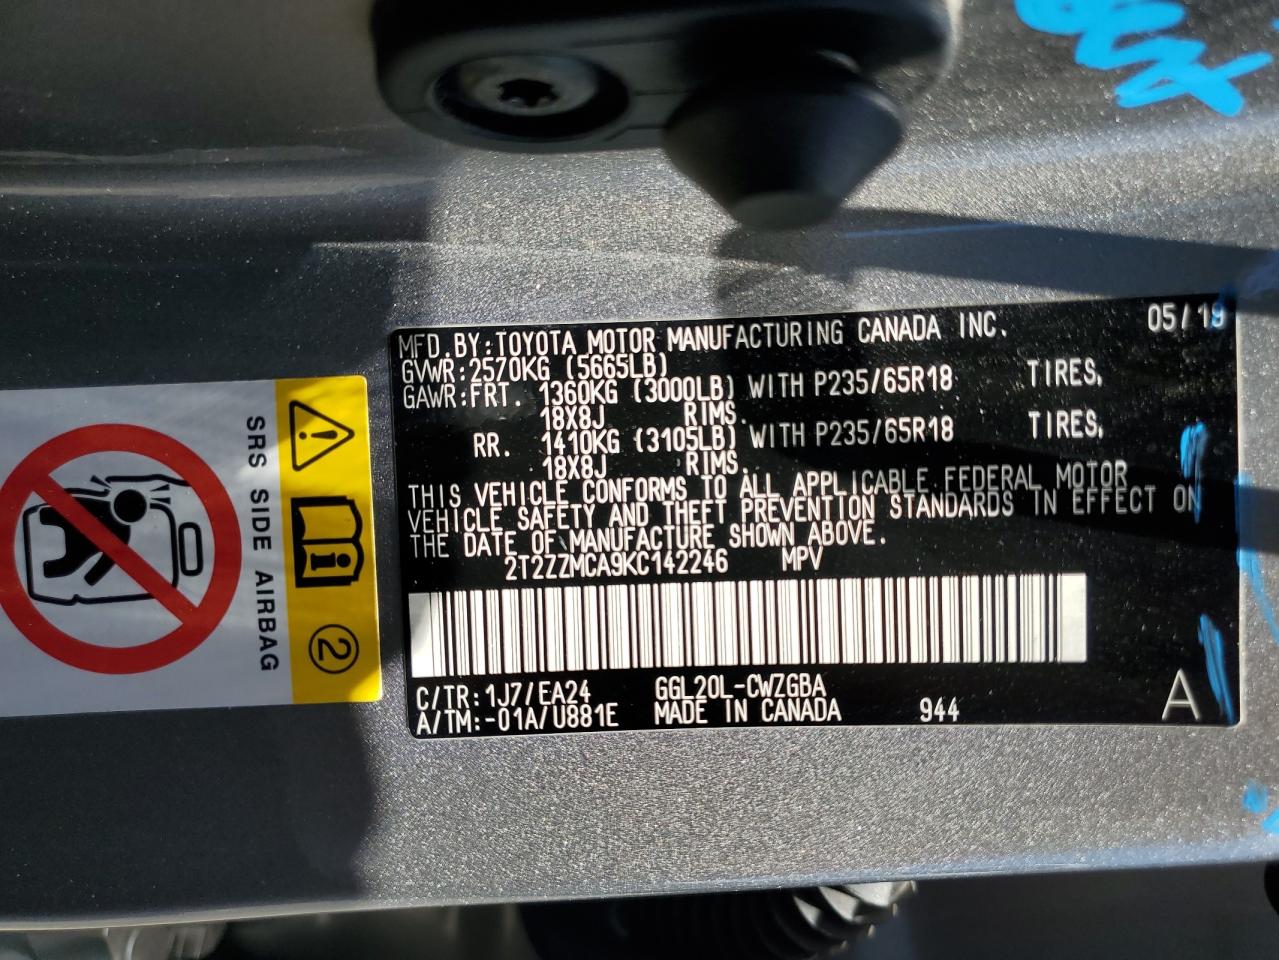 MFD.BY:TOYOTA MOTOR MANUFACTURING CANADA INC. 05/19
GVWR:2570KG (5665LB)
GAWR:FRT. 1360KG (3000LB) WITH P235/65R18 TIRES,
18X8J RIMS.
RR. 1410KG (3105LB) WITH P235/65R18 TIRES,
18X8J RIMS.
THIS VEHICLE CONFORMS TO ALL APPLICABLE FEDERAL MOTOR
VEHICLE SAFETY AND THEFT PREVENTION STANDARDS IN EFFECT ON
THE DATE OF MANUFACTURE SHOWN ABOVE.
2T2ZZMCA9KC142246 MPV
C/TR:1J7/EA24 GGL20L-CWZGBA
A/TM:-01A/U881E MADE IN CANADA 944 A
SRS SIDE AIRBAG
2